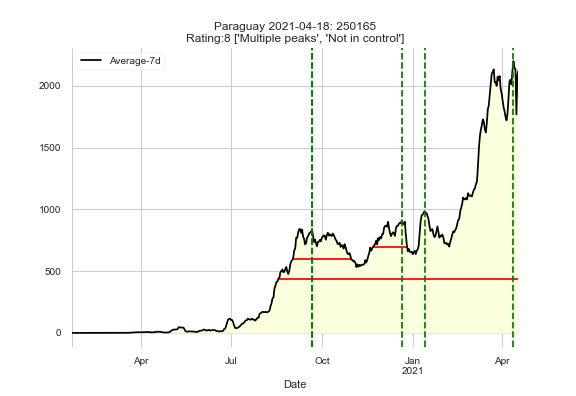 Paraguay 2021-04-18: 250165
Rating:8 ['Multiple peaks', 'Not in control']
Average-7d
2000
1500
1000
500
0
Apr
Jul
Oct
Jan
2021
Apr
Date